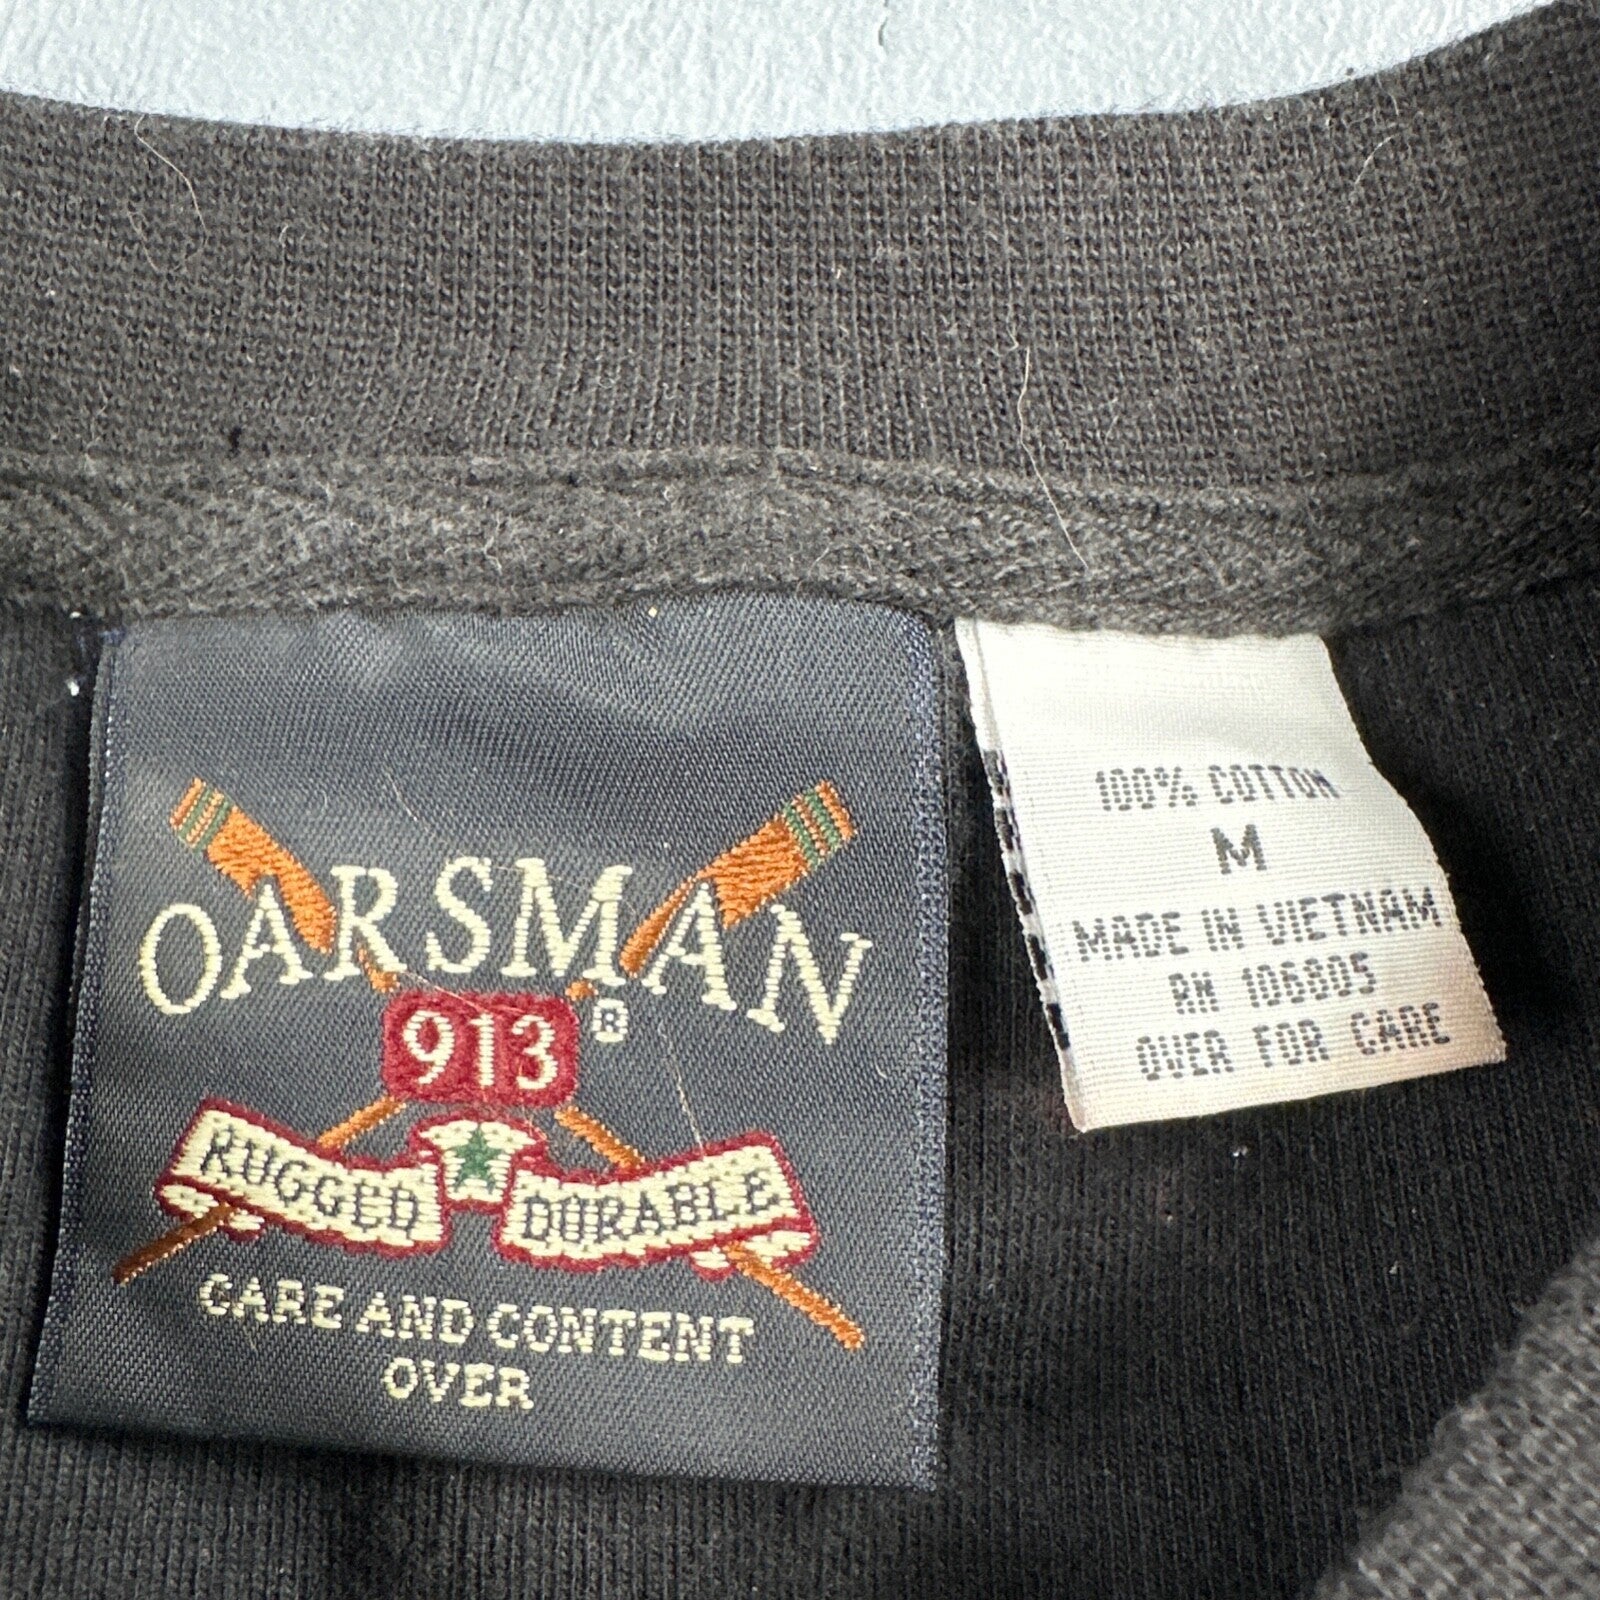 OARSMAN
®
913
RUGGED DURABLE
CARE AND CONTENT
OVER
100% COTTON
M
MADE IN VIETNAM
RN 106805
OVER FOR CARE